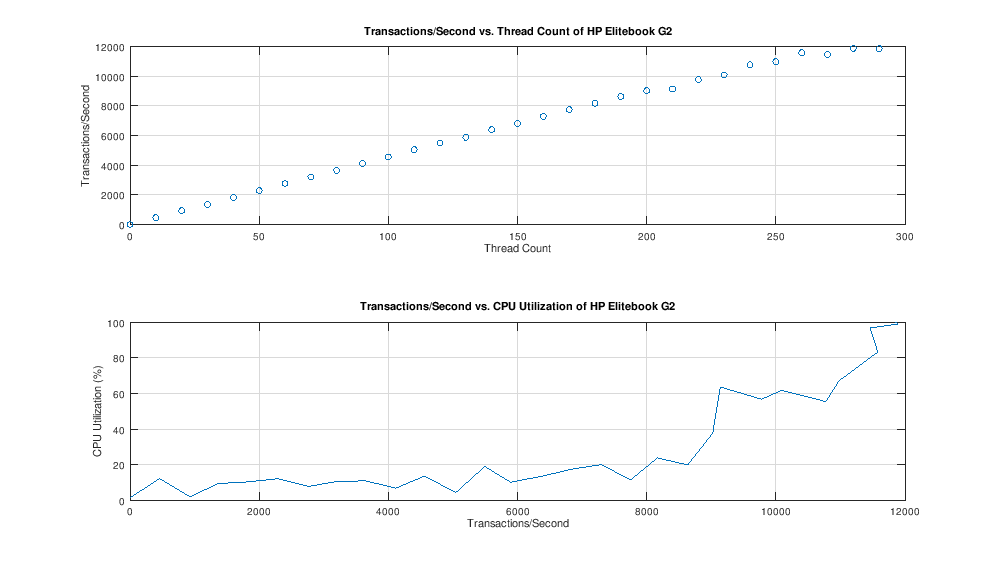 Transactions/Second vs. Thread Count of HP Elitebook G2
12000
10000
8000
6000
4000
2000
0
Transactions/Second
0 50 100 150 200 250 300
Thread Count
Transactions/Second vs. CPU Utilization of HP Elitebook G2
100
80
60
40
20
0
CPU Utilization (%)
0 2000 4000 6000 8000 10000 12000
Transactions/Second